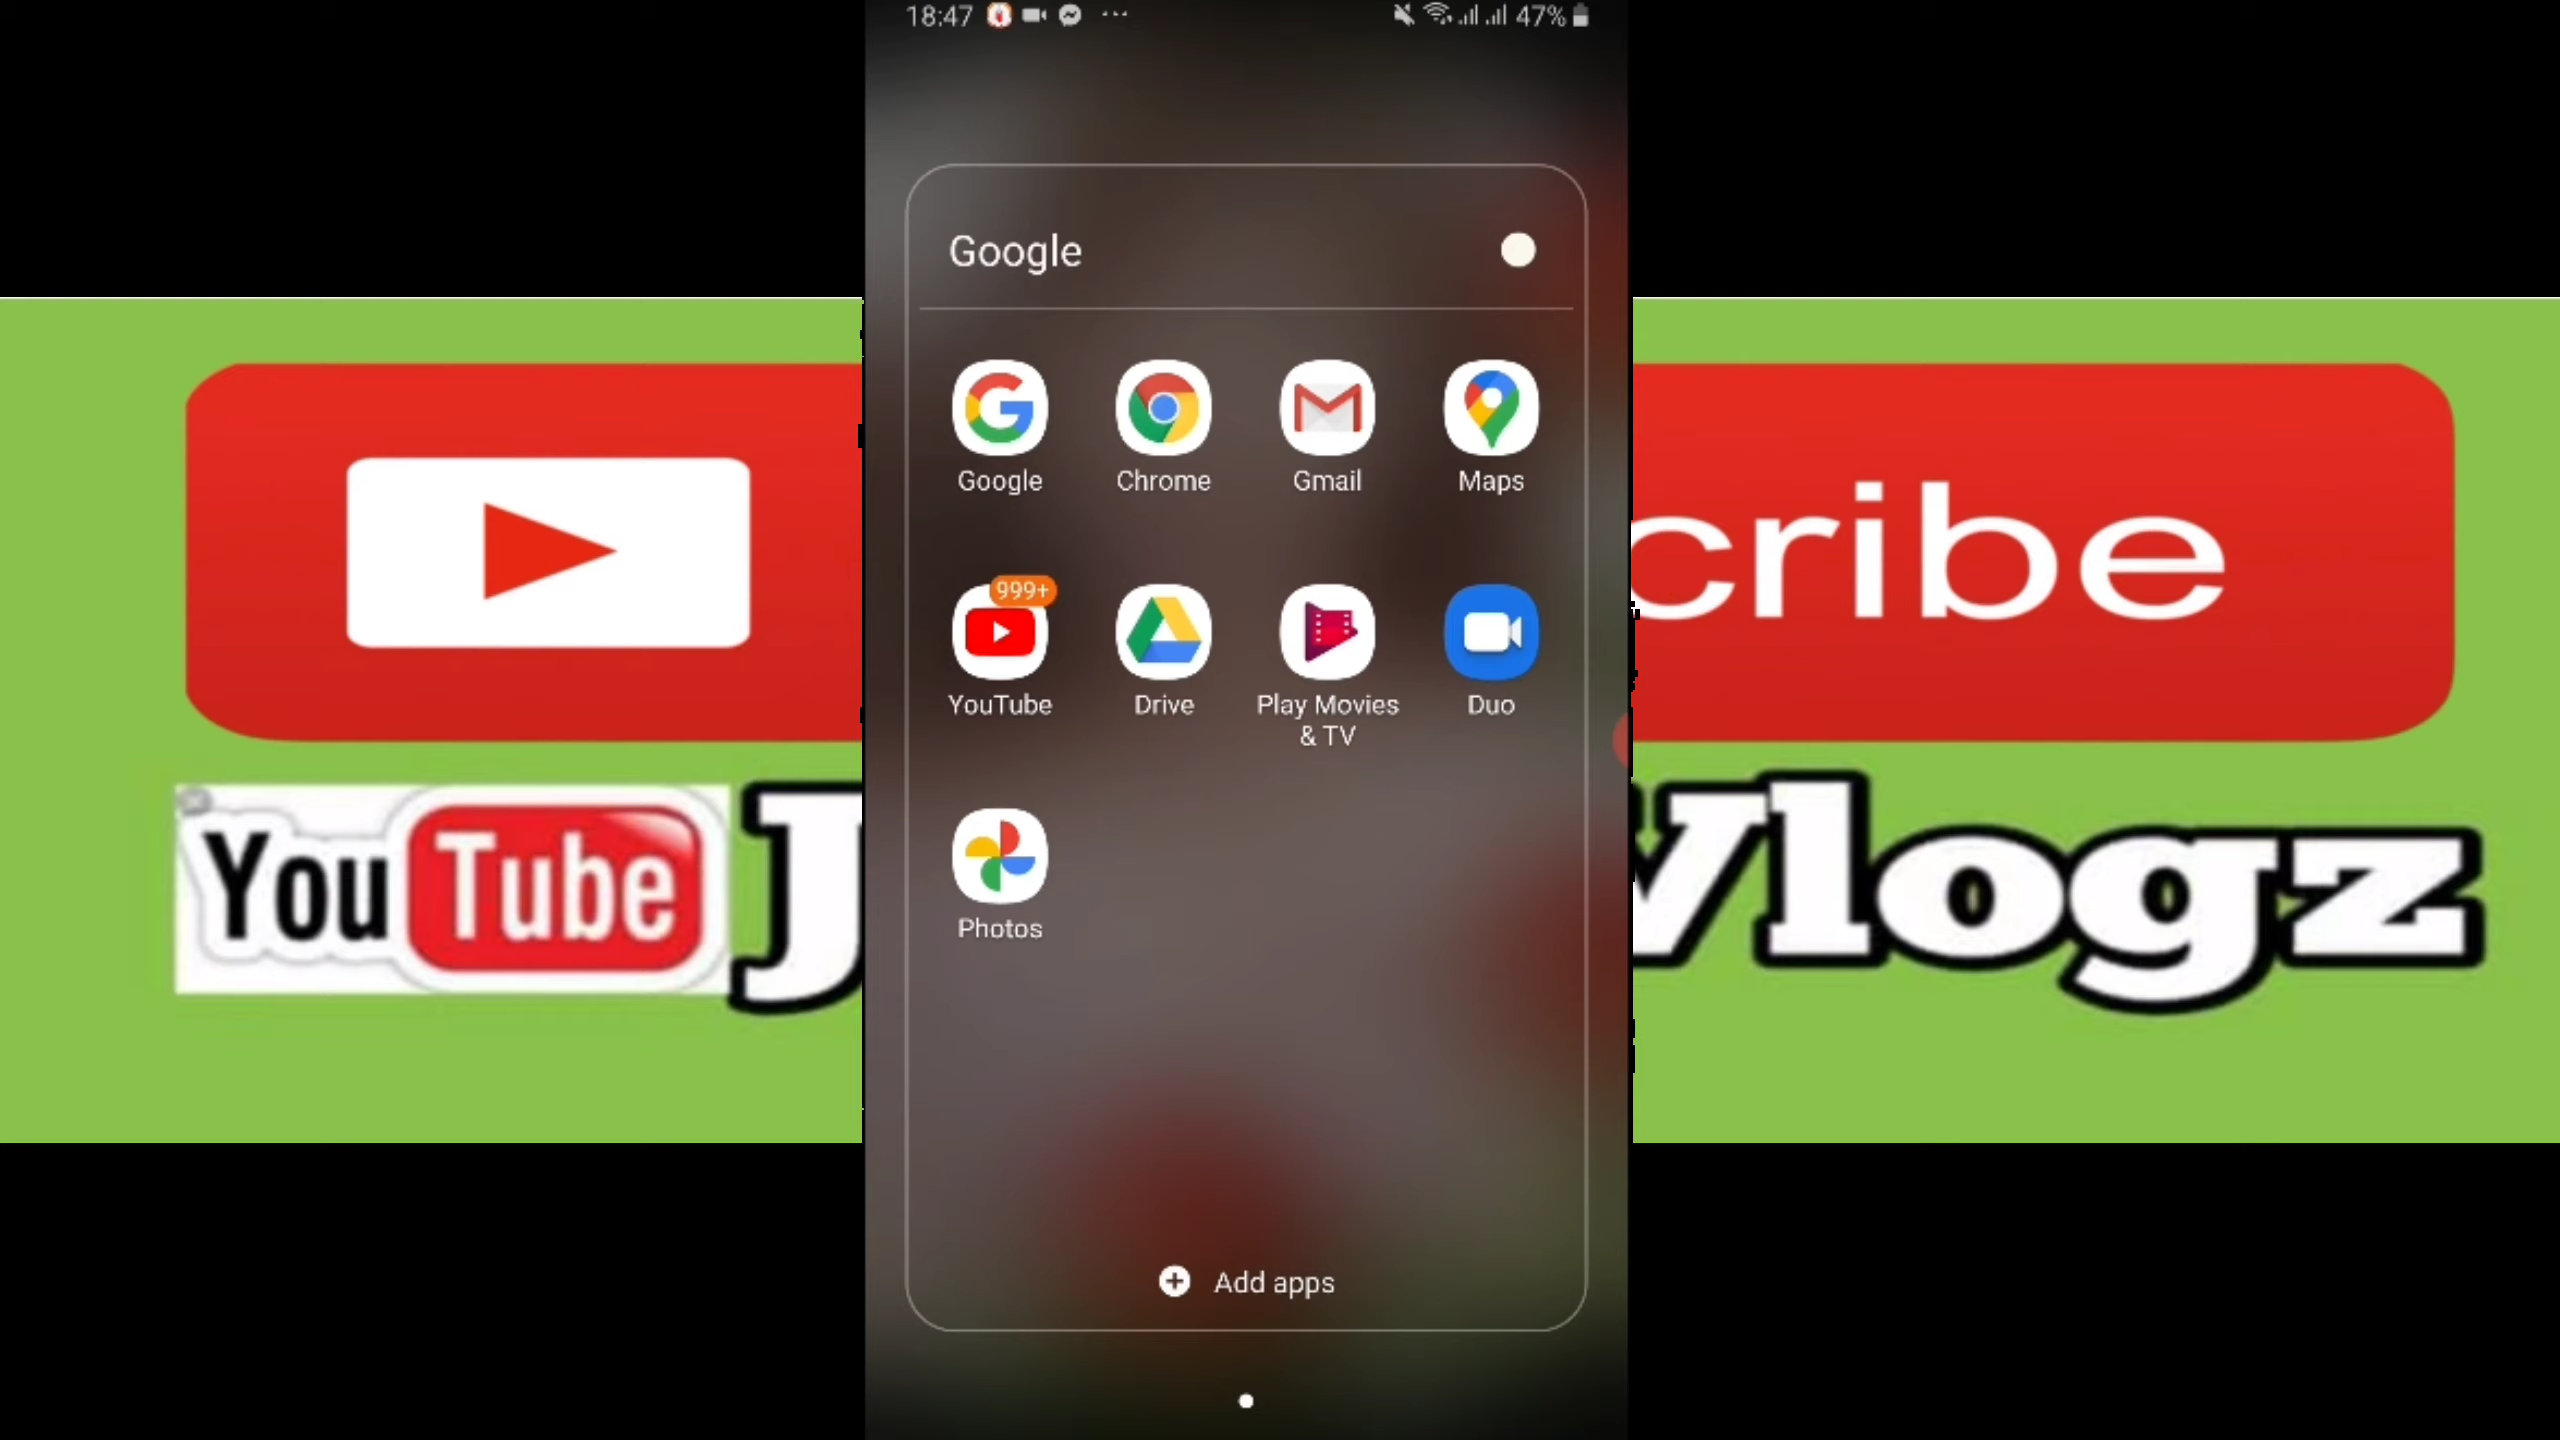 18:47 47%
Google
Google Chrome Gmail Maps
999+
YouTube Drive Play Movies & TV Duo
Photos
Add apps
cribe
YouTube J Vlogz